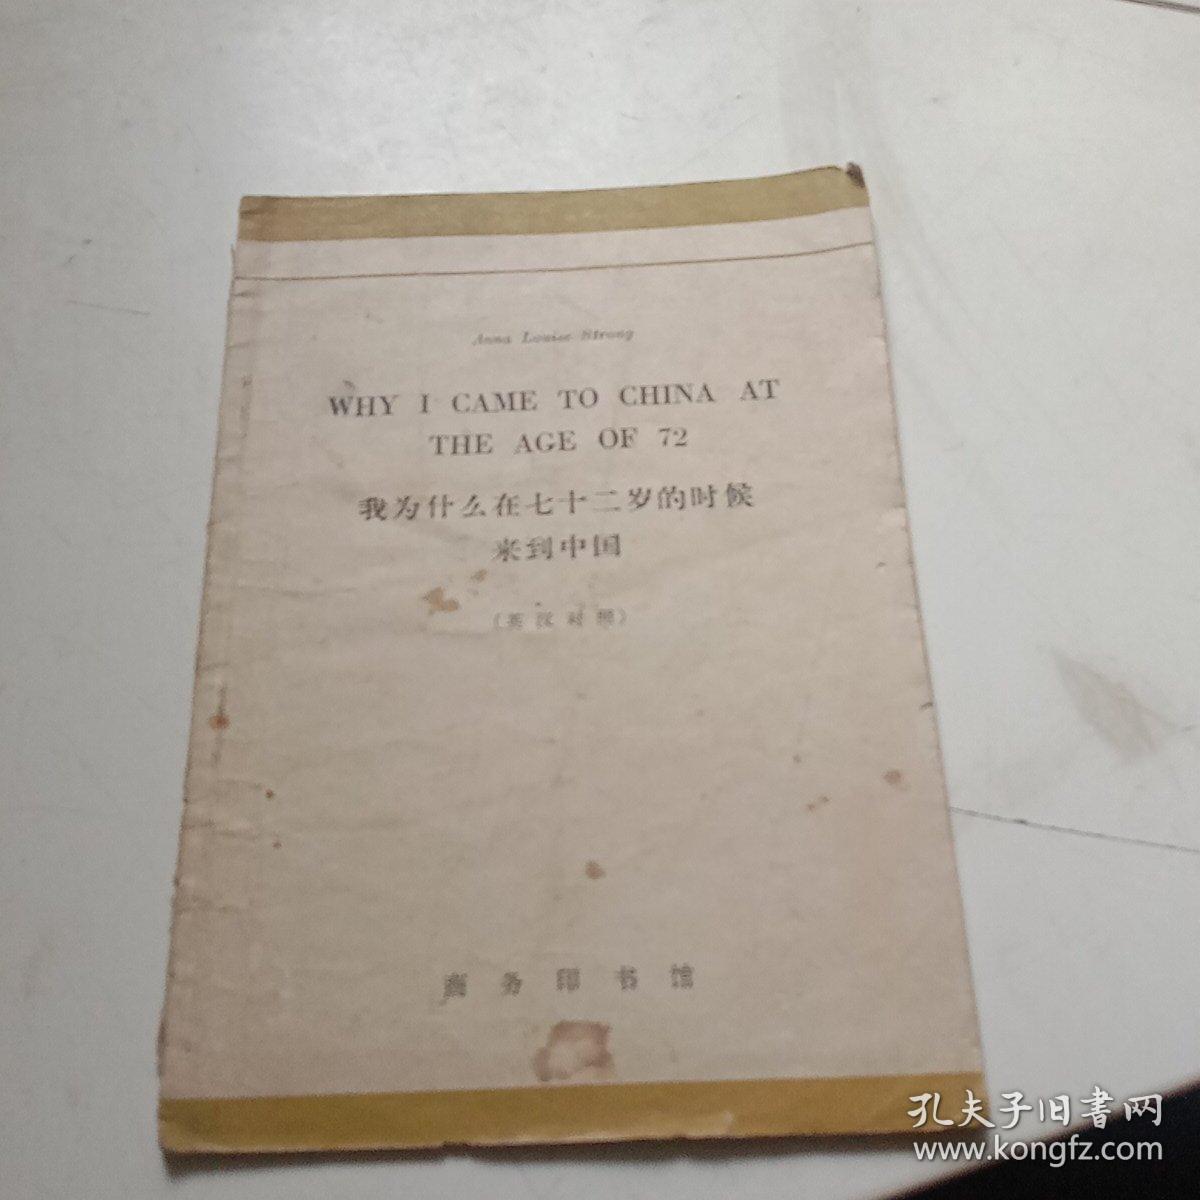 Anna Louise Strong
WHY I CAME TO CHINA AT
THE AGE OF 72
我为什么在七十二岁的时候
来到中国
(英汉对照)
商务印书馆
孔夫子旧書网
www.kongfz.com